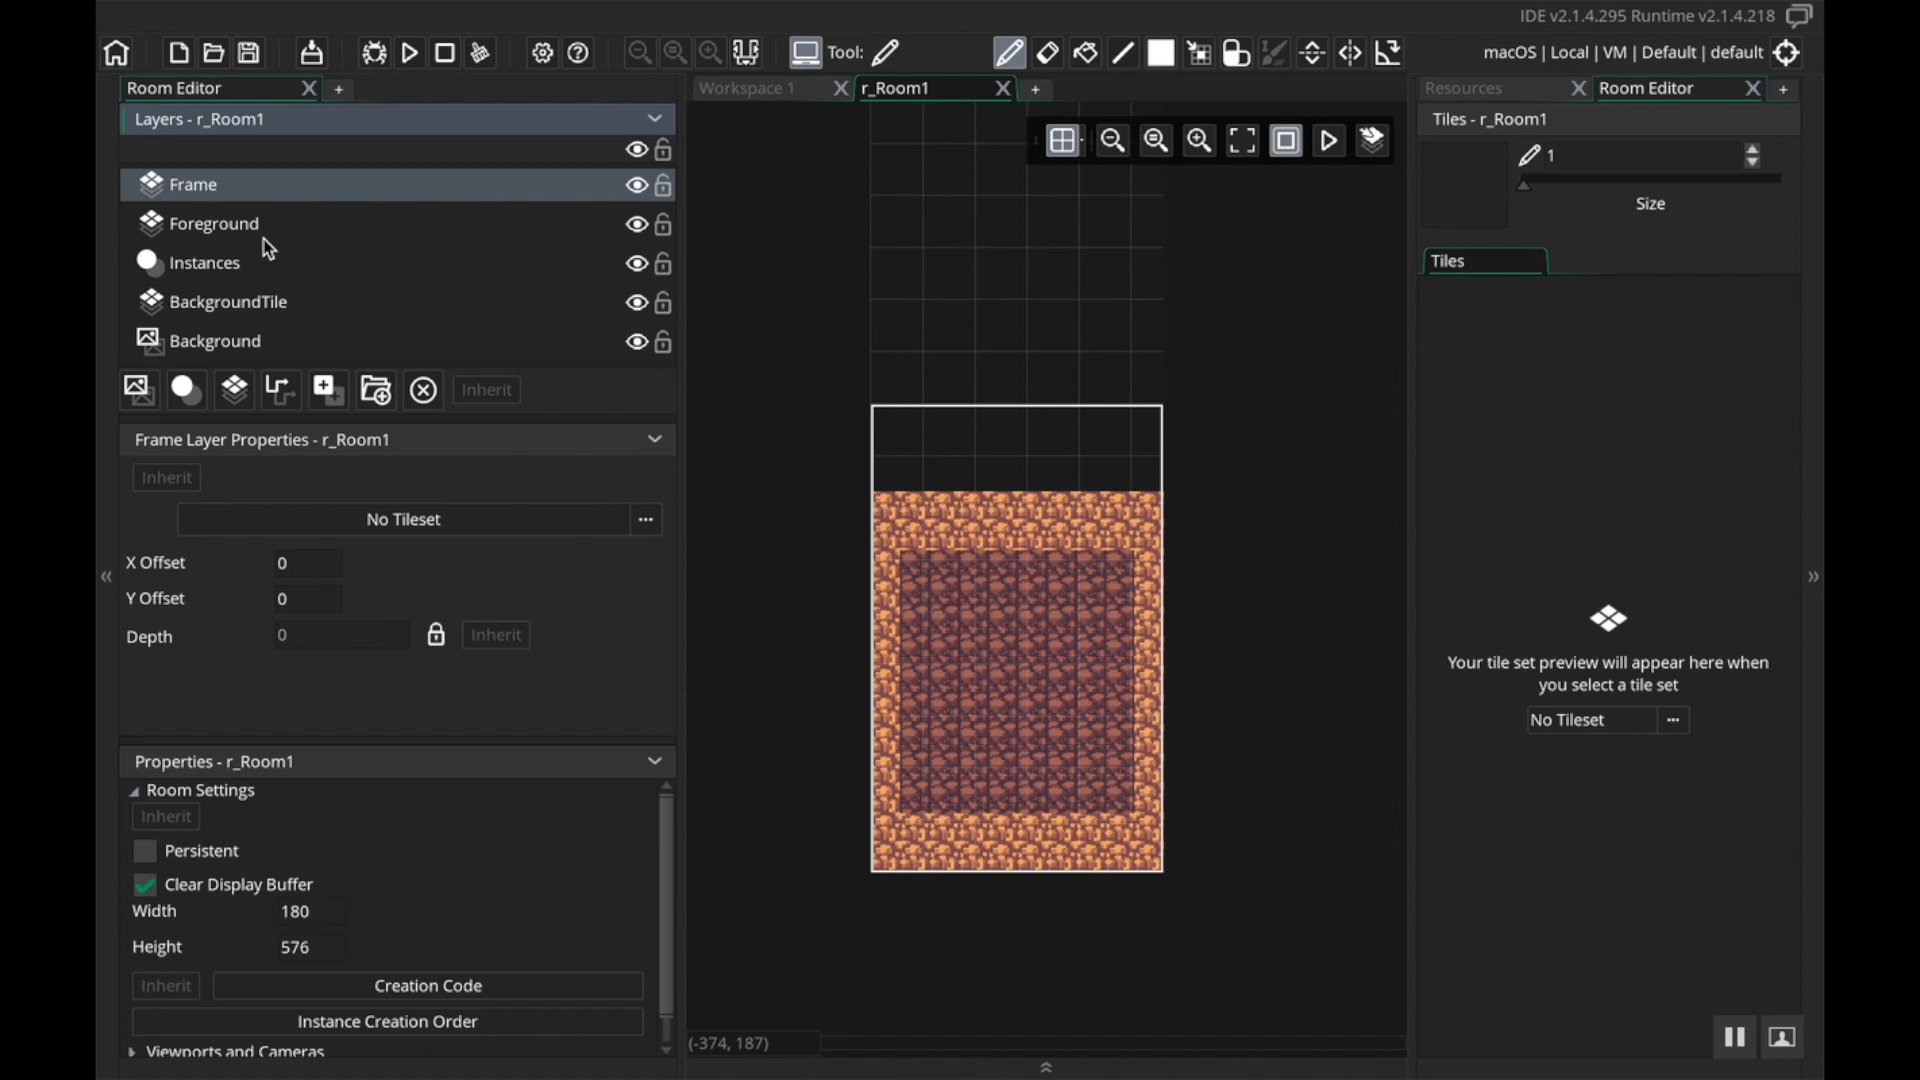 IDE v2.1.4.295 Runtime v2.1.4.218
Tool:
macOS | Local | VM | Default | default
Room Editor
Workspace 1
r_Room1
Resources
Room Editor
Layers - r_Room1
Tiles - r_Room1
1
Size
Frame
Foreground
Instances
BackgroundTile
Background
Tiles
Inherit
Frame Layer Properties - r_Room1
Inherit
No Tileset
X Offset 0
Y Offset 0
Depth 0 Inherit
Your tile set preview will appear here when
you select a tile set
No Tileset
Properties - r_Room1
Room Settings
Inherit
Persistent
Clear Display Buffer
Width 180
Height 576
Inherit Creation Code
Instance Creation Order
Viewports and Cameras
(-374, 187)